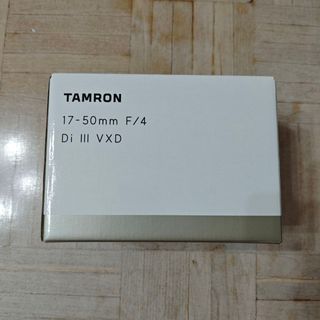 TAMRON
17-50mm F/4
Di III VXD